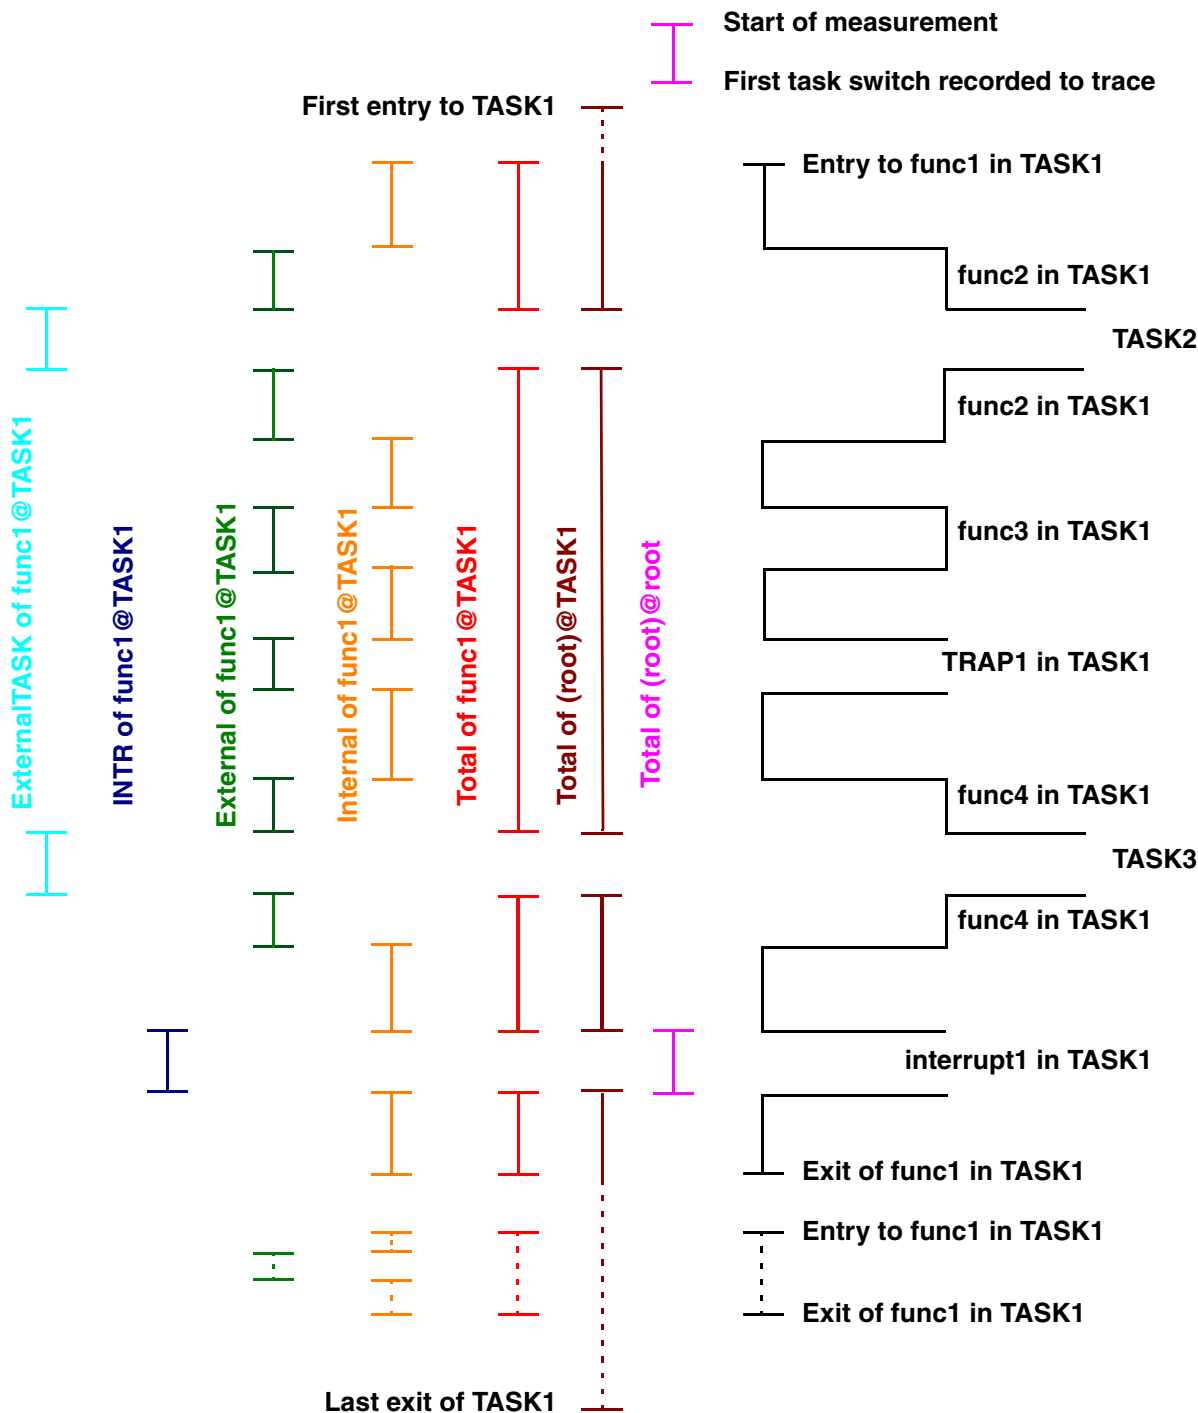 Start of measurement
First task switch recorded to trace
First entry to TASK1
Entry to func1 in TASK1
func2 in TASK1
TASK2
func2 in TASK1
func3 in TASK1
TRAP1 in TASK1
func4 in TASK1
TASK3
func4 in TASK1
interrupt1 in TASK1
Exit of func1 in TASK1
Entry to func1 in TASK1
Exit of func1 in TASK1
Last exit of TASK1
ExternalTASK of func1@TASK1
INTR of func1@TASK1
External of func1@TASK1
Internal of func1@TASK1
Total of func1@TASK1
Total of (root)@TASK1
Total of (root)@root